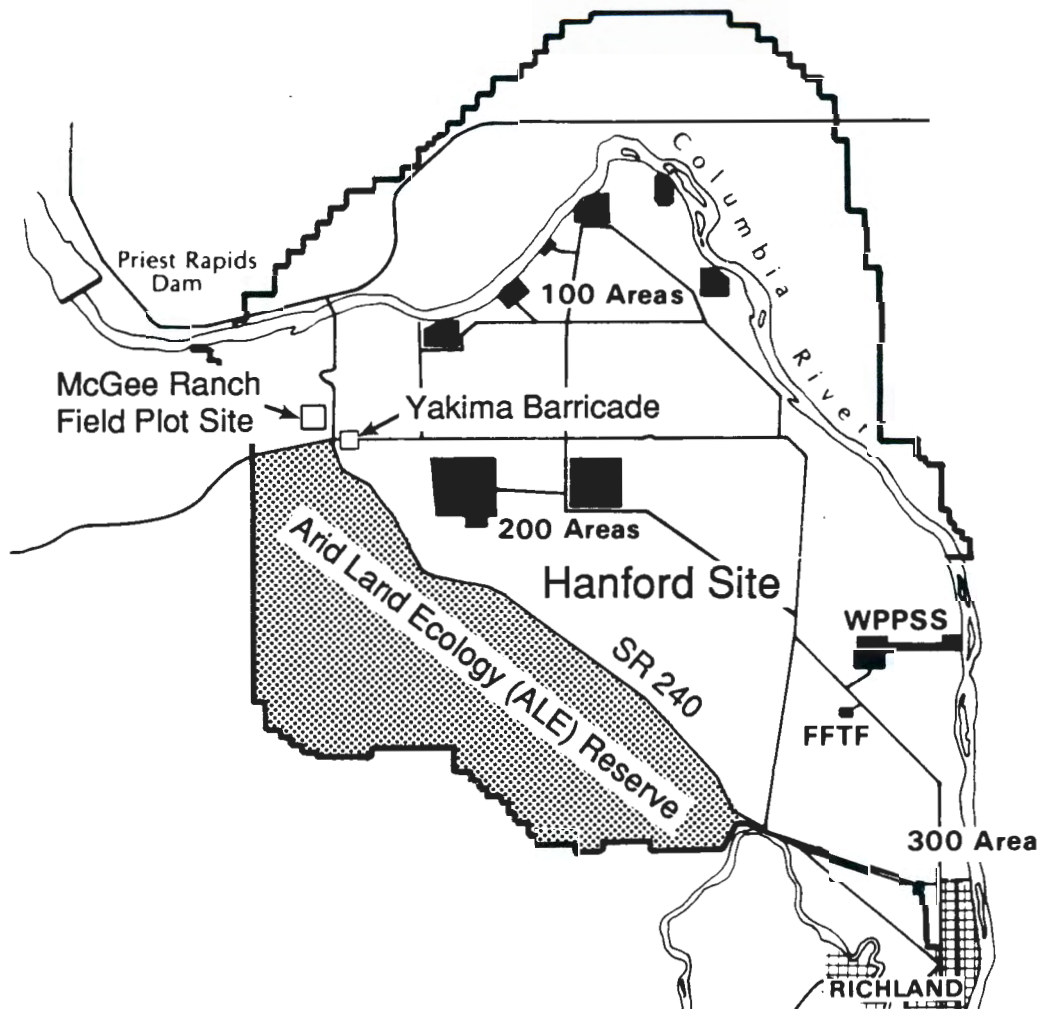 Columbia River
Priest Rapids
Dam
100 Areas
McGee Ranch
Field Plot Site
Yakima Barricade
200 Areas
Arid Land Ecology (ALE) Reserve
Hanford Site
SR 240
WPPSS
FFTF
300 Area
RICHLAND